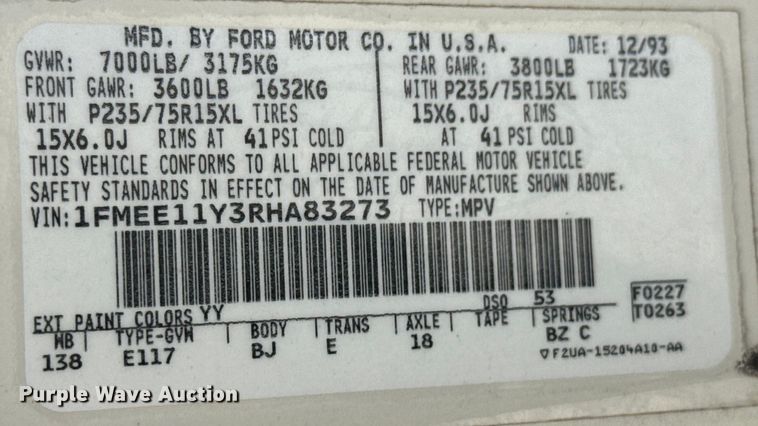 MFD. BY FORD MOTOR CO. IN U.S.A.
DATE: 12/93
GVWR: 7000LB/ 3175KG
FRONT GAWR: 3600LB 1632KG
WITH P235/75R15XL TIRES
15X6.0J RIMS AT 41 PSI COLD
REAR GAWR: 3800LB 1723KG
WITH P235/75R15XL TIRES
15X6.0J RIMS
AT 41 PSI COLD
THIS VEHICLE CONFORMS TO ALL APPLICABLE FEDERAL MOTOR VEHICLE
SAFETY STANDARDS IN EFFECT ON THE DATE OF MANUFACTURE SHOWN ABOVE.
VIN: 1FMEE11Y3RHA83273 TYPE: MPV
EXT PAINT COLORS YY DSO 53 F0227
WB TYPE-GVW BODY TRANS AXLE TAPE SPRINGS T0263
138 E117 BJ E 18 BZ C
▽ F2UA-15204A10-AA
Purple Wave Auction